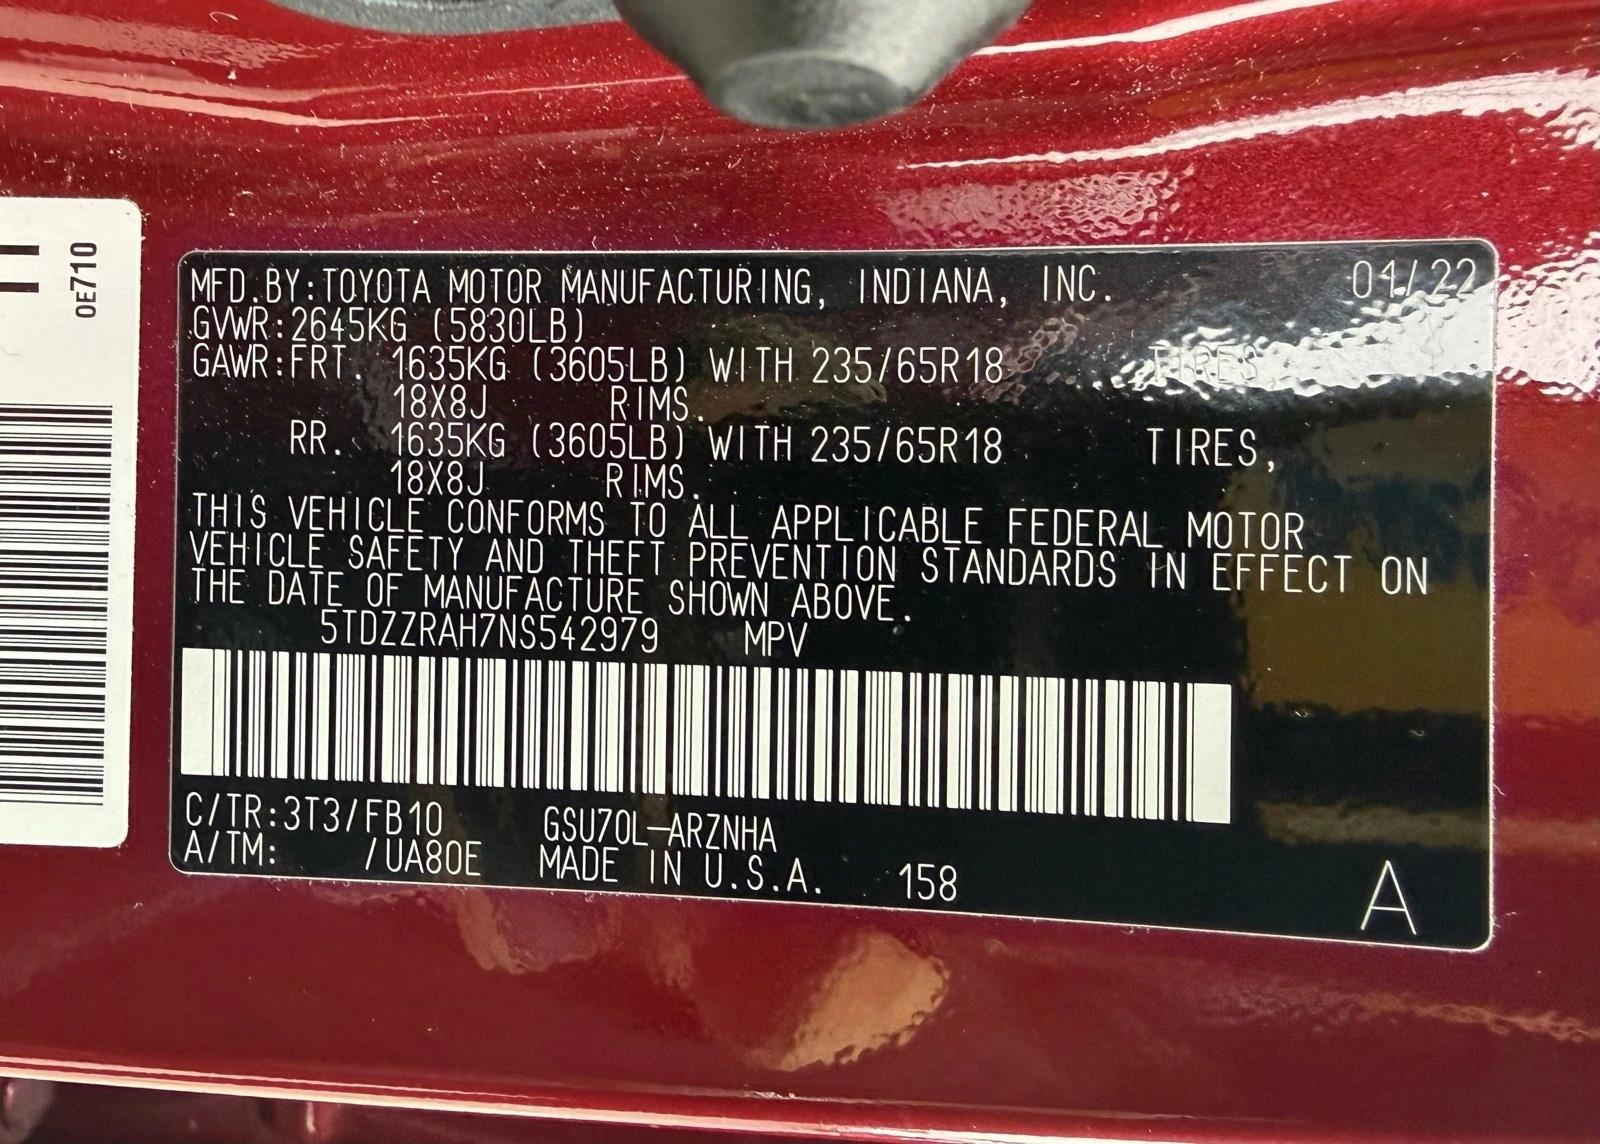 0E710
MFD.BY:TOYOTA MOTOR MANUFACTURING, INDIANA, INC. 04/22
GVWR:2645KG (5830LB)
GAWR:FRT. 1635KG (3605LB) WITH 235/65R18 TIRES,
18X8J RIMS.
RR. 1635KG (3605LB) WITH 235/65R18 TIRES,
18X8J RIMS.
THIS VEHICLE CONFORMS TO ALL APPLICABLE FEDERAL MOTOR
VEHICLE SAFETY AND THEFT PREVENTION STANDARDS IN EFFECT ON
THE DATE OF MANUFACTURE SHOWN ABOVE.
5TDZZRAH7NS542979 MPV
C/TR:3T3/FB10 GSU70L-ARZNHA
A/TM: /UA80E MADE IN U.S.A. 158
A